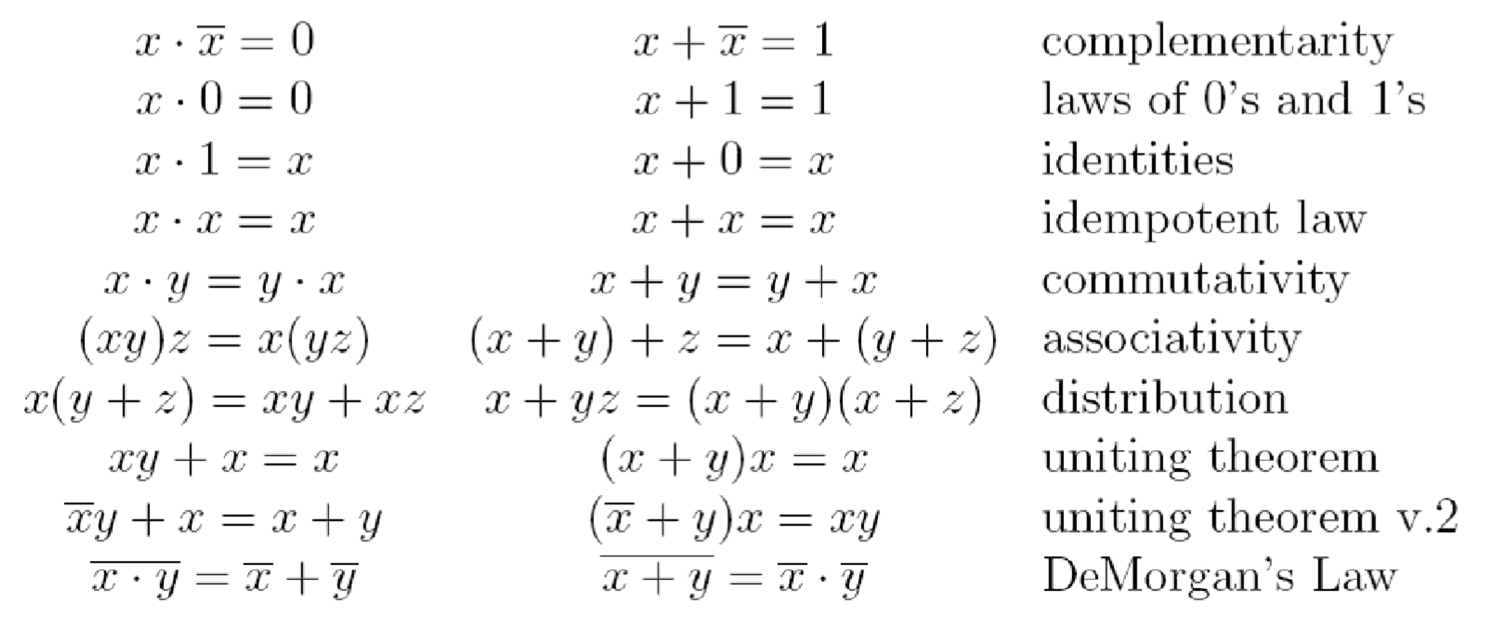 x · x̅ = 0 x + x̅ = 1 complementarity
x · 0 = 0 x + 1 = 1 laws of 0's and 1's
x · 1 = x x + 0 = x identities
x · x = x x + x = x idempotent law
x · y = y · x x + y = y + x commutativity
(xy)z = x(yz) (x + y) + z = x + (y + z) associativity
x(y + z) = xy + xz x + yz = (x + y)(x + z) distribution
xy + x = x (x + y)x = x uniting theorem
x̅y + x = x + y (x̅ + y)x = xy uniting theorem v.2
x̅ ̅·̅ ̅y̅ = x̅ + y̅ x̅ ̅+̅ ̅y̅ = x̅ · y̅ DeMorgan's Law